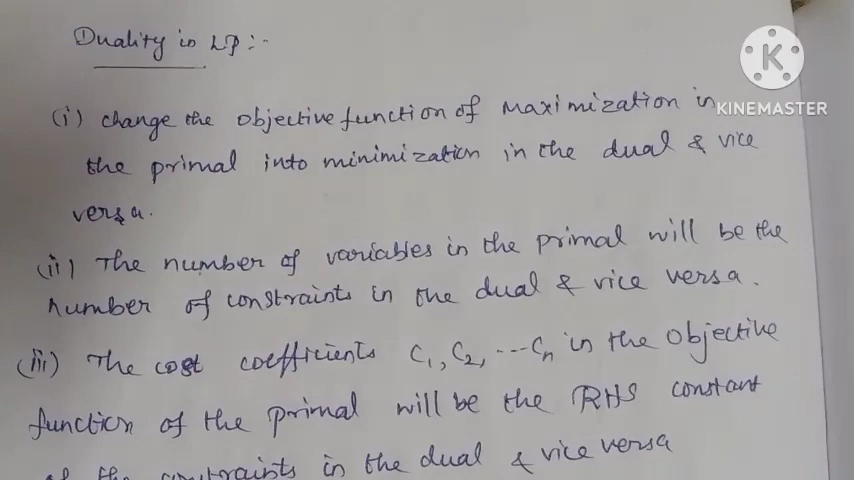 Duality in LP :-
(i) change the objective function of maximization in
the primal into minimization in the dual & vice
versa.
(ii) The number of variables in the primal will be the
number of constraints in the dual & vice versa.
(iii) The cost coefficients C1, C2, ---Cn in the objective
function of the primal will be the RHS constant
of the constraints in the dual & vice versa
K
KINEMASTER